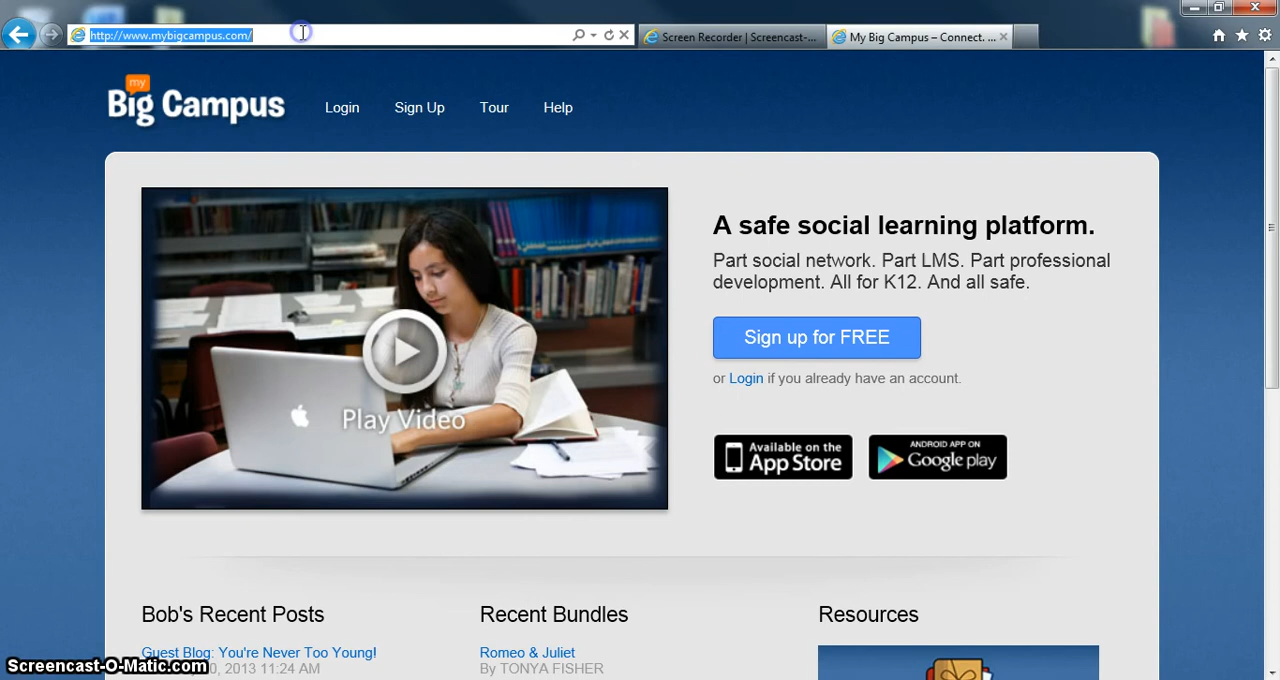 http://www.mybigcampus.com/
Screen Recorder | Screencast-...
My Big Campus – Connect. ...
my
Big Campus
Login
Sign Up
Tour
Help
Play Video
A safe social learning platform.
Part social network. Part LMS. Part professional
development. All for K12. And all safe.
Sign up for FREE
or Login if you already have an account.
Available on the
App Store
ANDROID APP ON
Google play
Bob's Recent Posts
Guest Blog: You're Never Too Young!
2013 11:24 AM
Recent Bundles
Romeo & Juliet
By TONYA FISHER
Resources
Screencast-O-Matic.com